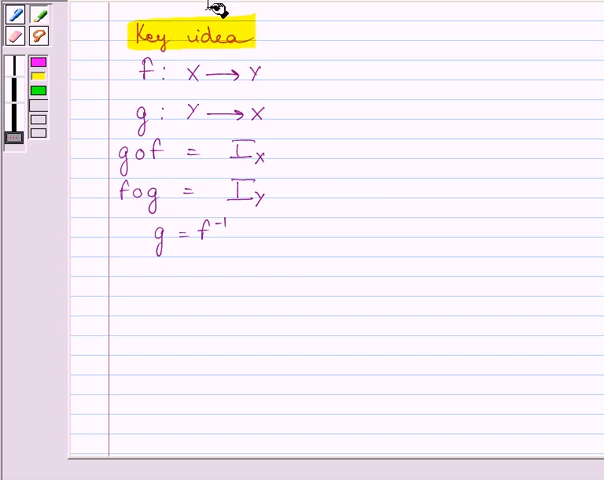 Key idea
f : X ⟶ Y
g : Y ⟶ X
gof = I_X
fog = I_Y
g = f⁻¹